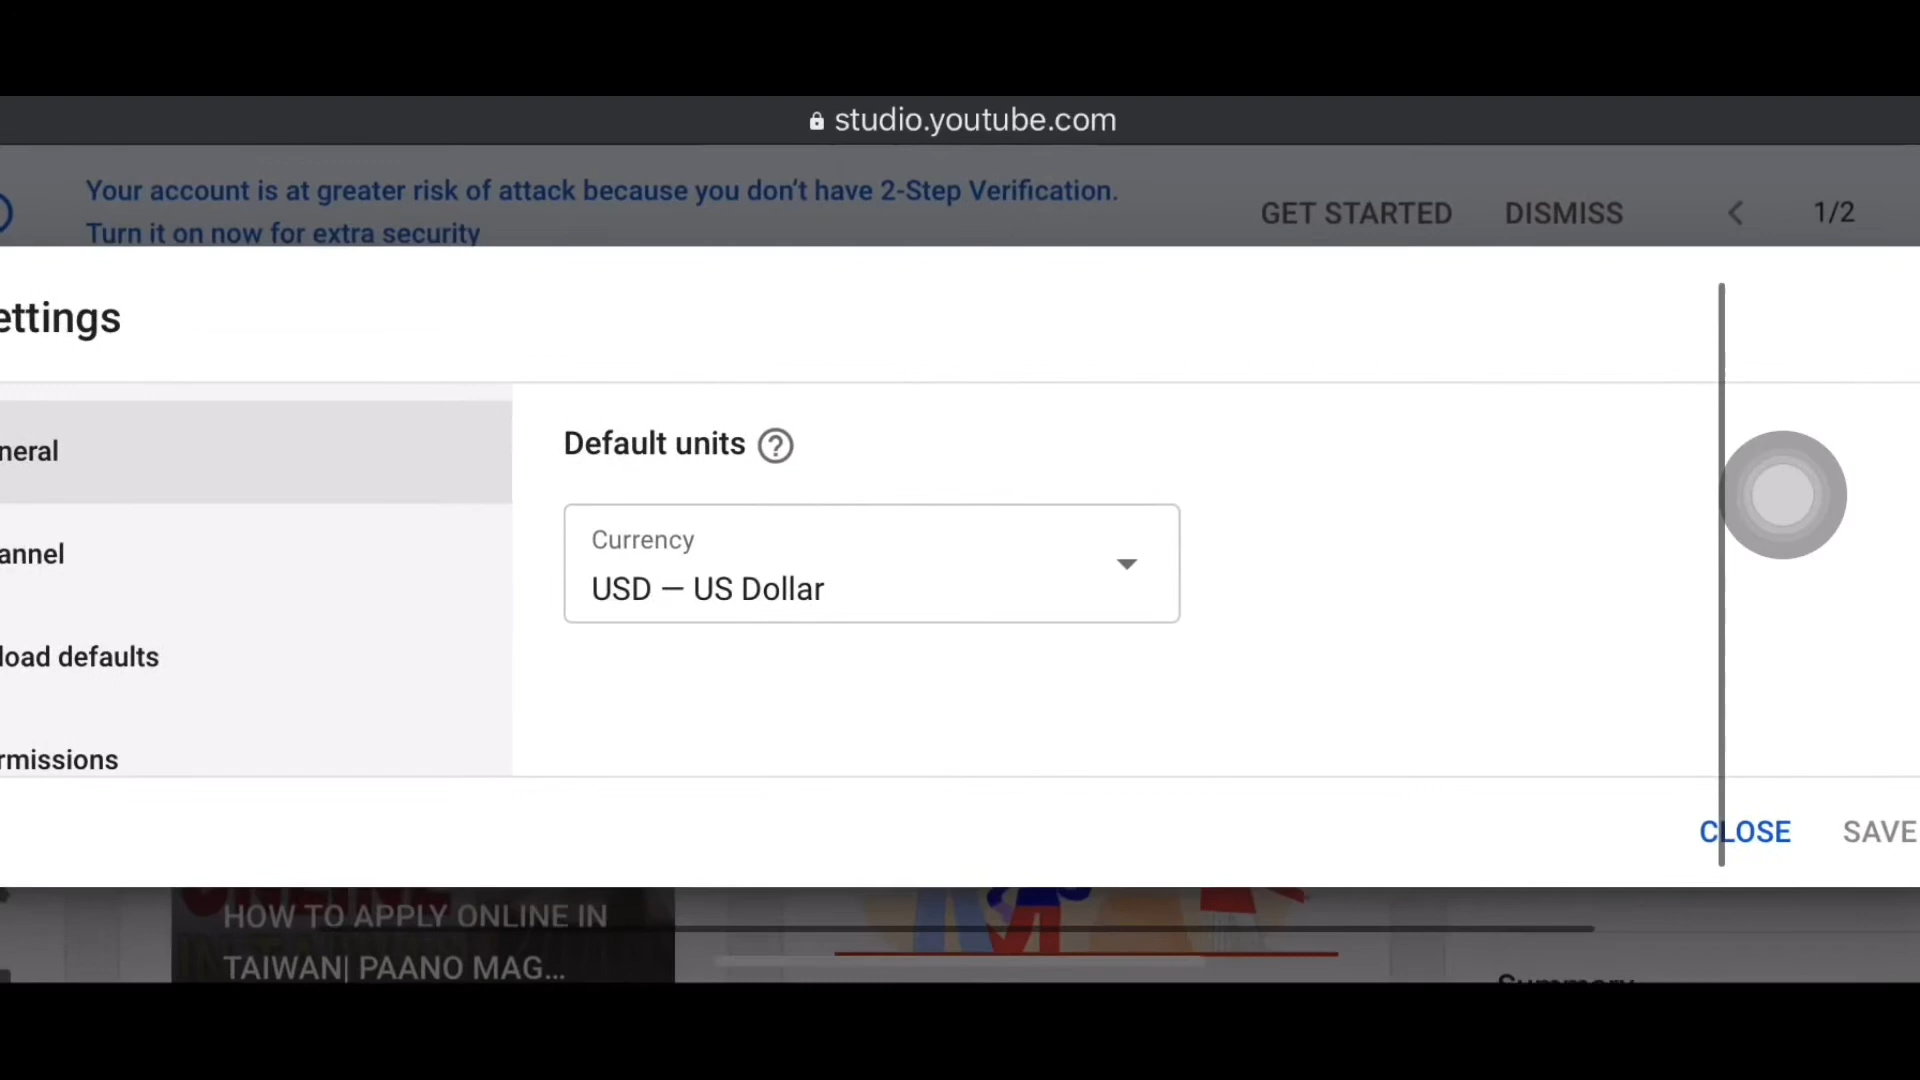 studio.youtube.com
Your account is at greater risk of attack because you don't have 2-Step Verification.
Turn it on now for extra security
GET STARTED
DISMISS
1/2
ettings
neral
annel
load defaults
rmissions
Default units
Currency
USD — US Dollar
CLOSE
SAVE
HOW TO APPLY ONLINE IN
TAIWAN| PAANO MAG...
Summary